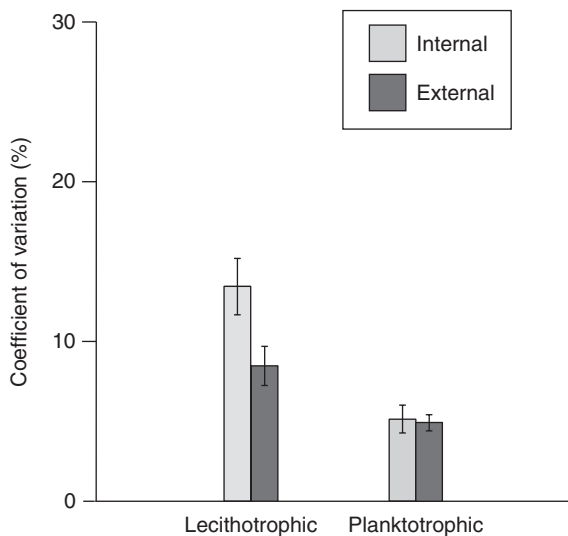 30
20
10
0
Coefficient of variation (%)
Internal
External
Lecithotrophic
Planktotrophic